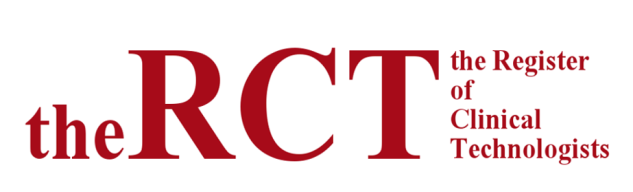 theRCT
the Register
of
Clinical
Technologists